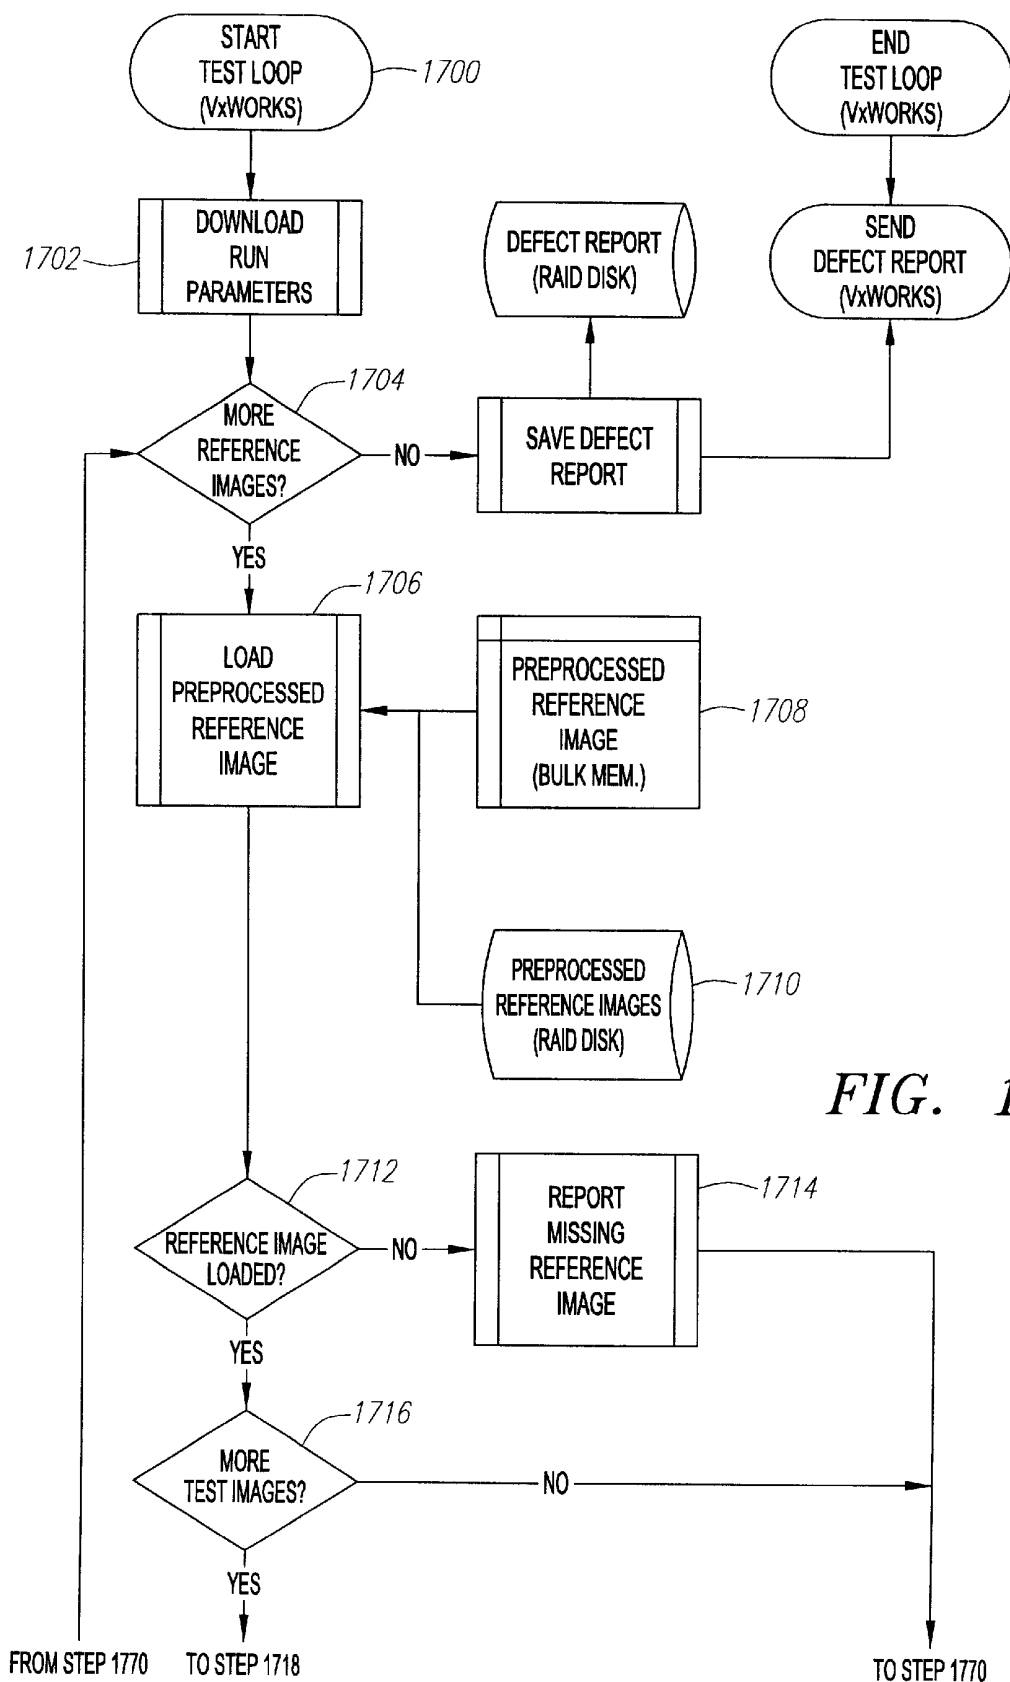 START
TEST LOOP
(VxWORKS)
1700
END
TEST LOOP
(VxWORKS)
DOWNLOAD
RUN
PARAMETERS
1702
DEFECT REPORT
(RAID DISK)
SEND
DEFECT REPORT
(VxWORKS)
MORE
REFERENCE
IMAGES?
1704
NO
SAVE DEFECT
REPORT
YES
LOAD
PREPROCESSED
REFERENCE
IMAGE
1706
PREPROCESSED
REFERENCE
IMAGE
(BULK MEM.)
1708
PREPROCESSED
REFERENCE IMAGES
(RAID DISK)
1710
FIG. 1
REFERENCE IMAGE
LOADED?
1712
NO
REPORT
MISSING
REFERENCE
IMAGE
1714
YES
MORE
TEST IMAGES?
1716
NO
YES
FROM STEP 1770
TO STEP 1718
TO STEP 1770